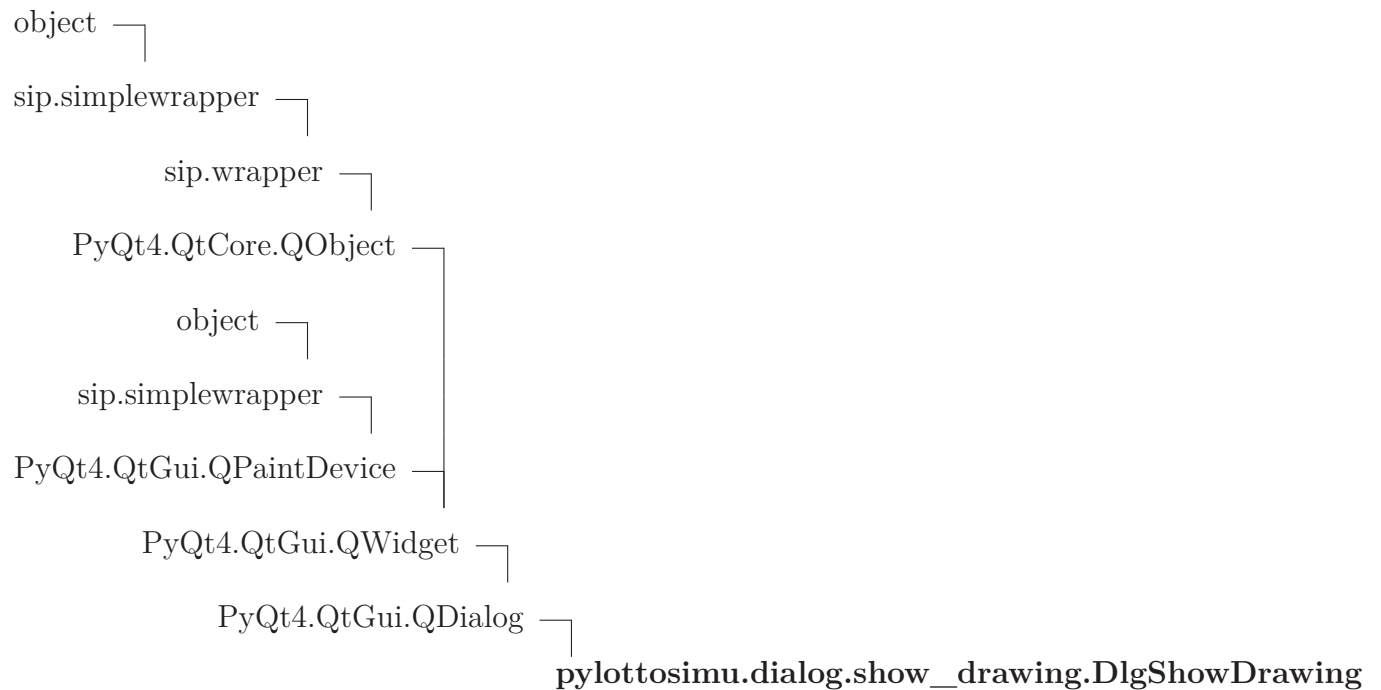 object
sip.simplewrapper
sip.wrapper
PyQt4.QtCore.QObject
object
sip.simplewrapper
PyQt4.QtGui.QPaintDevice
PyQt4.QtGui.QWidget
PyQt4.QtGui.QDialog
pylottosimu.dialog.show_drawing.DlgShowDrawing